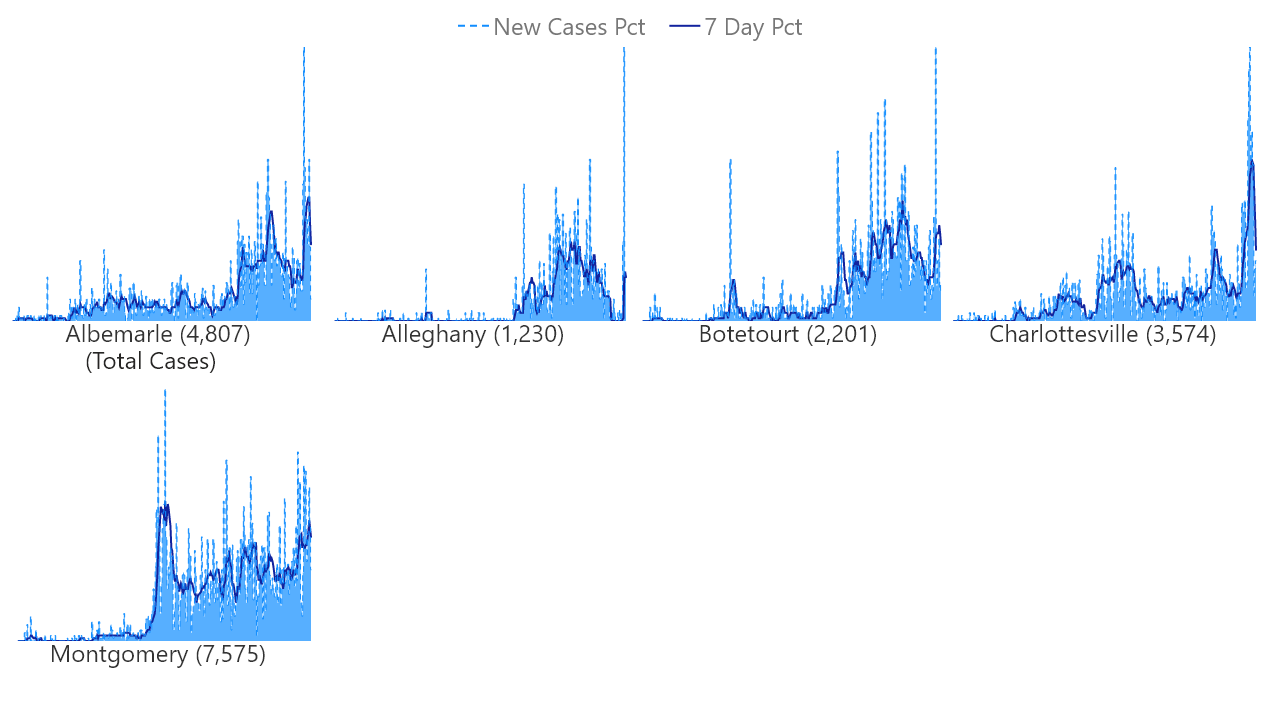 New Cases Pct 7 Day Pct
Albemarle (4,807)
(Total Cases)
Alleghany (1,230)
Botetourt (2,201)
Charlottesville (3,574)
Montgomery (7,575)